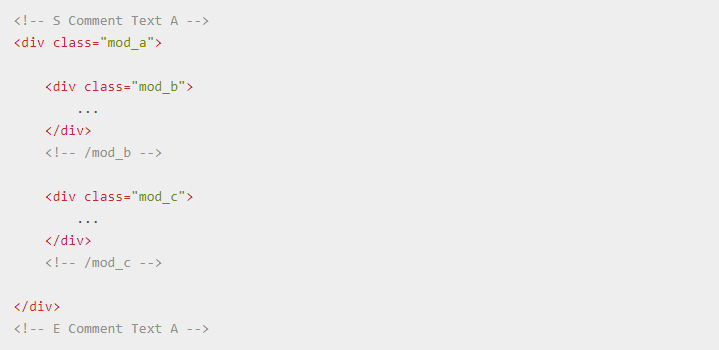 <!-- S Comment Text A -->
<div class="mod_a">
<div class="mod_b">
...
</div>
<!-- /mod_b -->
<div class="mod_c">
...
</div>
<!-- /mod_c -->
</div>
<!-- E Comment Text A -->